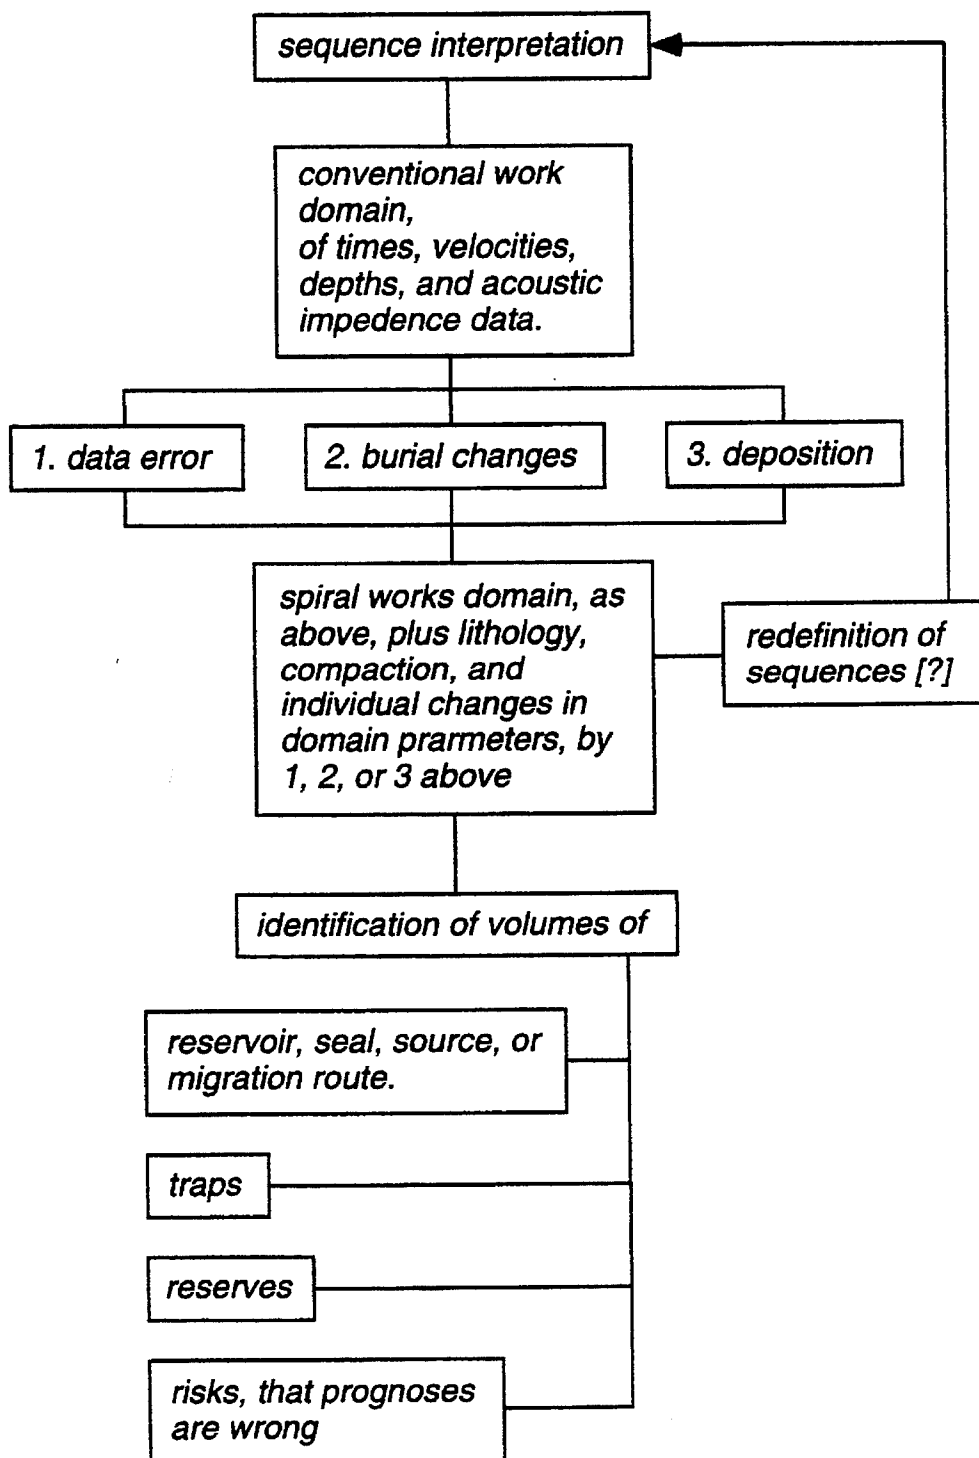 sequence interpretation
conventional work
domain,
of times, velocities,
depths, and acoustic
impedence data.
1. data error
2. burial changes
3. deposition
spiral works domain, as
above, plus lithology,
compaction, and
individual changes in
domain prarmeters, by
1, 2, or 3 above
redefinition of
sequences [?]
identification of volumes of
reservoir, seal, source, or
migration route.
traps
reserves
risks, that prognoses
are wrong